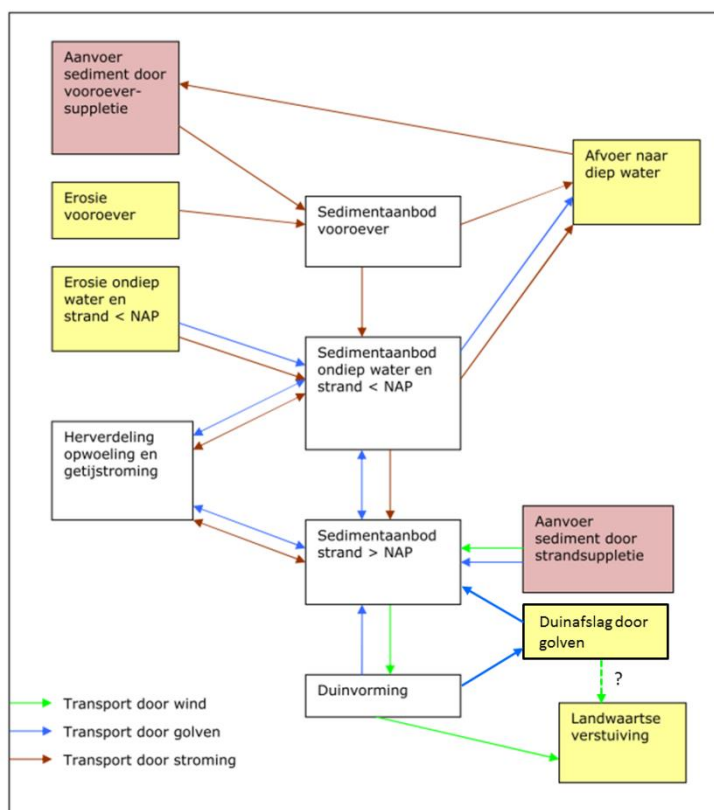 Aanvoer
sediment door
vooroever-
suppletie
Afvoer naar
diep water
Erosie
vooroever
Sedimentaanbod
vooroever
Erosie ondiep
water en
strand < NAP
Sedimentaanbod
ondiep water en
strand < NAP
Herverdeling
opwoeling en
getijstroming
Sedimentaanbod
strand > NAP
Aanvoer
sediment door
strandsuppletie
Duinafslag door
golven
?
Duinvorming
Landwaartse
verstuiving
Transport door wind
Transport door golven
Transport door stroming